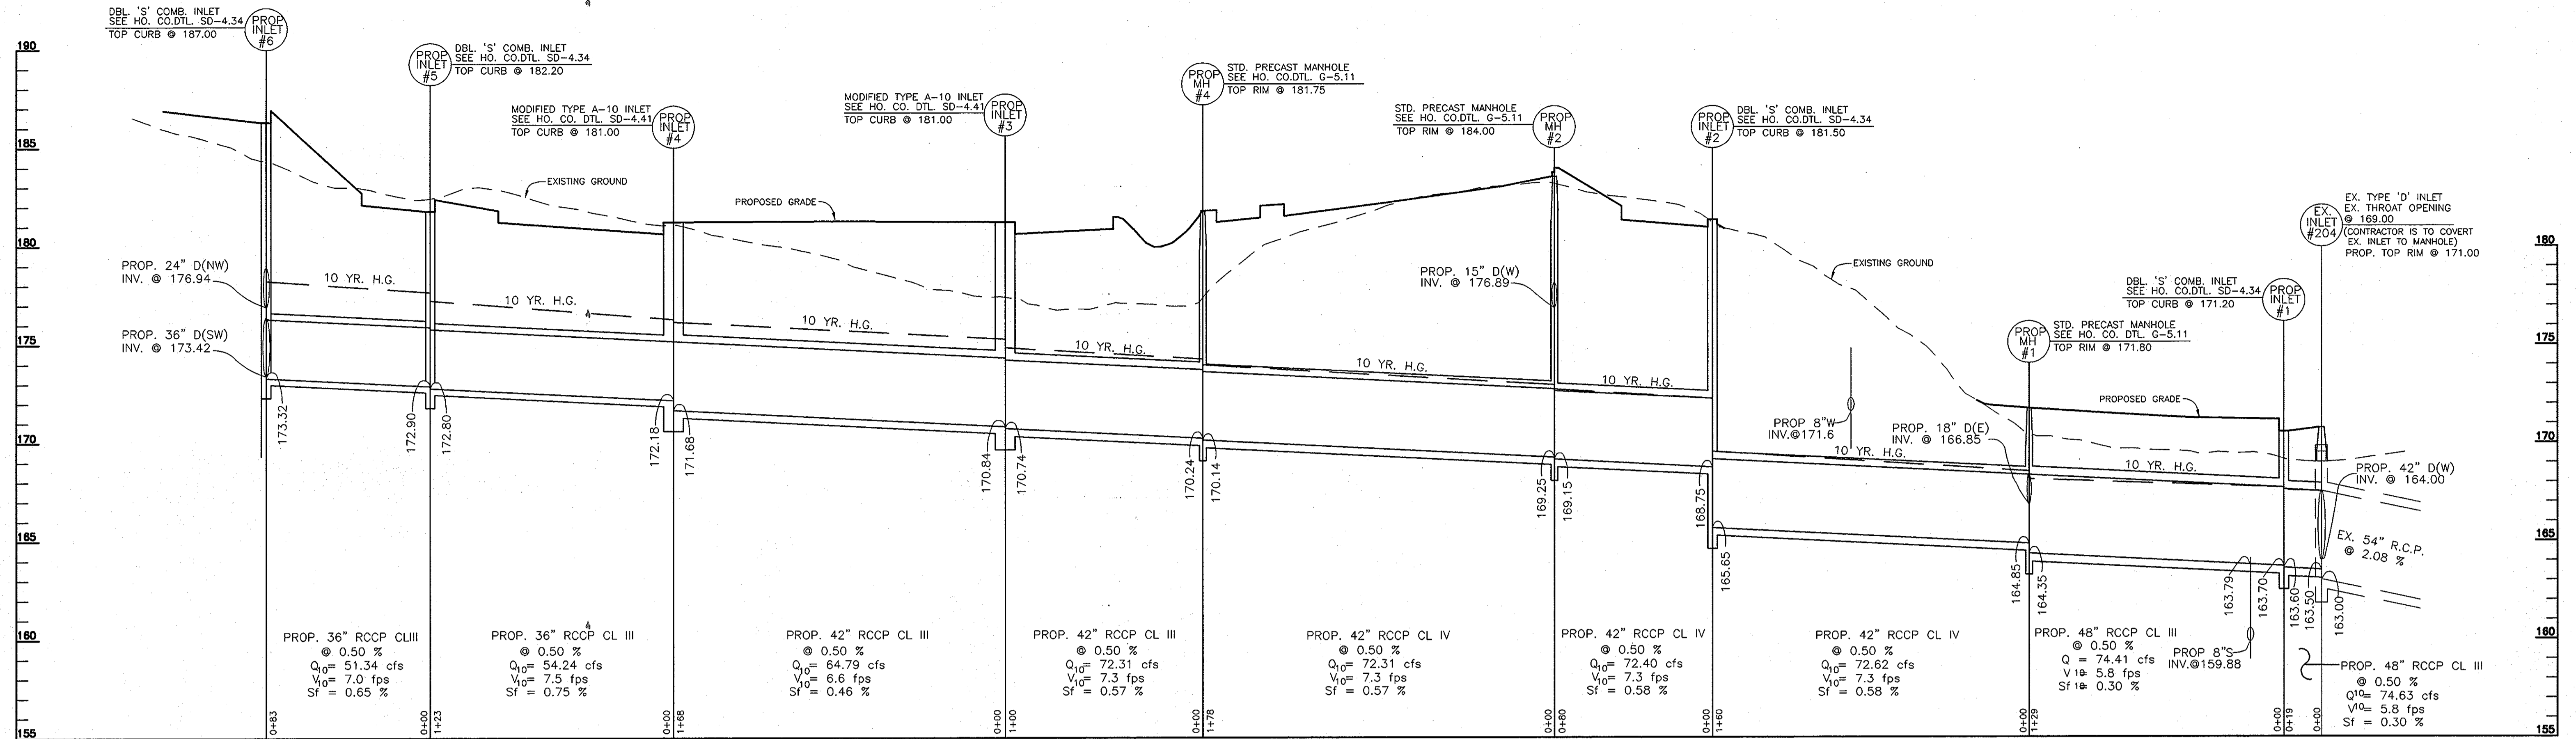 DBL. 'S' COMB. INLET
SEE HO. CO.DTL. SD-4.34
TOP CURB @ 187.00
PROP
INLET
#6
PROP
INLET
#5
DBL. 'S' COMB. INLET
SEE HO. CO.DTL. SD-4.34
TOP CURB @ 182.20
MODIFIED TYPE A-10 INLET
SEE HO. CO. DTL. SD-4.41
TOP CURB @ 181.00
PROP
INLET
#4
MODIFIED TYPE A-10 INLET
SEE HO. CO. DTL. SD-4.41
TOP CURB @ 181.00
PROP
INLET
#3
PROP
MH
#4
STD. PRECAST MANHOLE
SEE HO. CO.DTL. G-5.11
TOP RIM @ 181.75
STD. PRECAST MANHOLE
SEE HO. CO.DTL. G-5.11
TOP RIM @ 184.00
PROP
MH
#2
PROP
INLET
#2
DBL. 'S' COMB. INLET
SEE HO. CO.DTL. SD-4.34
TOP CURB @ 181.50
EX.
INLET
#204
EX. TYPE 'D' INLET
EX. THROAT OPENING
@ 169.00
(CONTRACTOR IS TO COVERT
EX. INLET TO MANHOLE)
PROP. TOP RIM @ 171.00
DBL. 'S' COMB. INLET
SEE HO. CO.DTL. SD-4.34
TOP CURB @ 171.20
PROP
INLET
#1
PROP
MH
#1
STD. PRECAST MANHOLE
SEE HO. CO. DTL. G-5.11
TOP RIM @ 171.80
190
185
180
175
170
165
160
155
180
175
170
165
160
155
EXISTING GROUND
PROPOSED GRADE
EXISTING GROUND
PROPOSED GRADE
PROP. 24" D(NW)
INV. @ 176.94
PROP. 36" D(SW)
INV. @ 173.42
PROP. 15" D(W)
INV. @ 176.89
PROP 8"W
INV.@171.6
PROP. 18" D(E)
INV. @ 166.85
PROP. 42" D(W)
INV. @ 164.00
EX. 54" R.C.P.
@ 2.08 %
10 YR. H.G.
10 YR. H.G.
10 YR. H.G.
10 YR. H.G.
10 YR. H.G.
10 YR. H.G.
10 YR. H.G.
10 YR. H.G.
173.32
172.90
172.80
172.18
171.68
170.84
170.74
170.24
170.14
169.25
169.15
168.75
165.65
164.85
164.35
163.79
163.70
163.60
163.50
163.00
PROP. 36" RCCP CLIII
@ 0.50 %
Q10= 51.34 cfs
V10= 7.0 fps
Sf = 0.65 %
PROP. 36" RCCP CL III
@ 0.50 %
Q10= 54.24 cfs
V10= 7.5 fps
Sf = 0.75 %
PROP. 42" RCCP CL III
@ 0.50 %
Q10= 64.79 cfs
V10= 6.6 fps
Sf = 0.46 %
PROP. 42" RCCP CL III
@ 0.50 %
Q10= 72.31 cfs
V10= 7.3 fps
Sf = 0.57 %
PROP. 42" RCCP CL IV
@ 0.50 %
Q10= 72.31 cfs
V10= 7.3 fps
Sf = 0.57 %
PROP. 42" RCCP CL IV
@ 0.50 %
Q10= 72.40 cfs
V10= 7.3 fps
Sf = 0.58 %
PROP. 42" RCCP CL IV
@ 0.50 %
Q10= 72.62 cfs
V10= 7.3 fps
Sf = 0.58 %
PROP. 48" RCCP CL III
@ 0.50 %
Q = 74.41 cfs
V 10= 5.8 fps
Sf 10= 0.30 %
PROP 8"S
INV.@159.88
PROP. 48" RCCP CL III
@ 0.50 %
Q10= 74.63 cfs
V10= 5.8 fps
Sf = 0.30 %
0+83
0+00
1+23
0+00
1+68
0+00
1+00
0+00
1+78
0+00
0+80
0+00
1+60
0+00
1+29
0+00
0+19
0+00